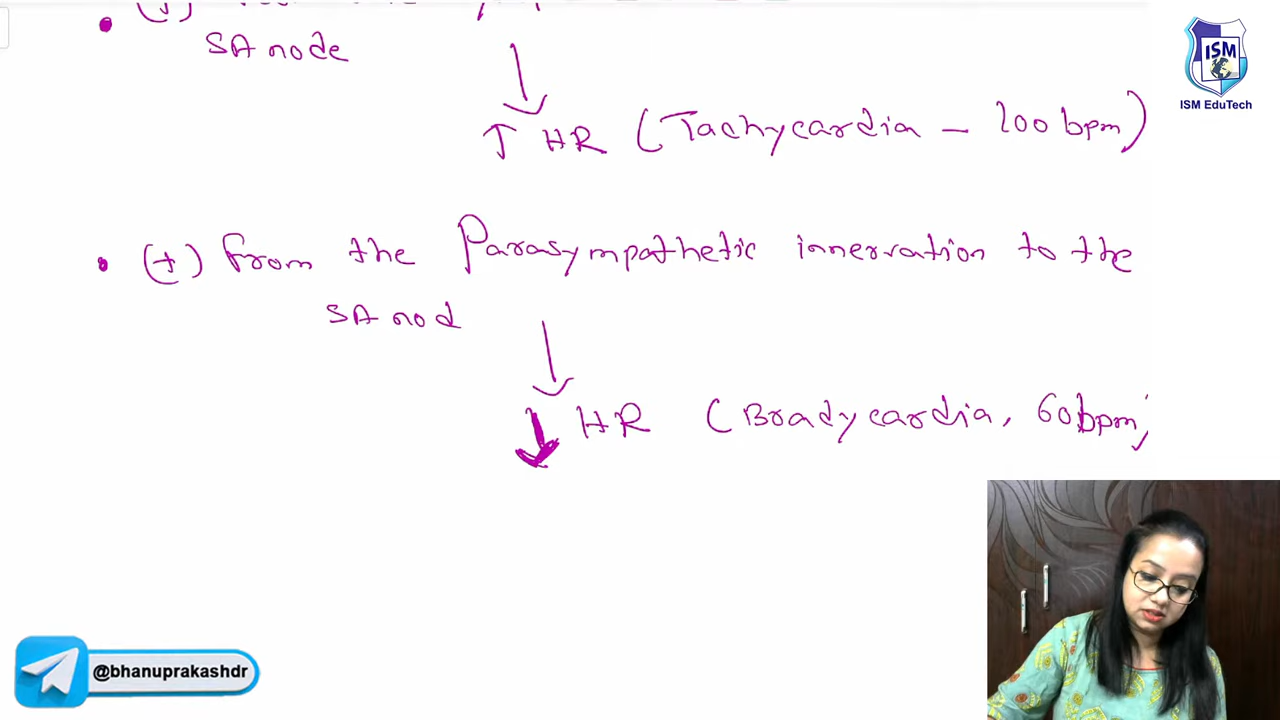 • (+)
SA node
↓
↑ HR (Tachycardia – 100 bpm)
• (+) from the Parasympathetic innervation to the
SA nod
↓
↓ HR (Bradycardia, 60bpm)
ISM
ISM EduTech
@bhanuprakashdr